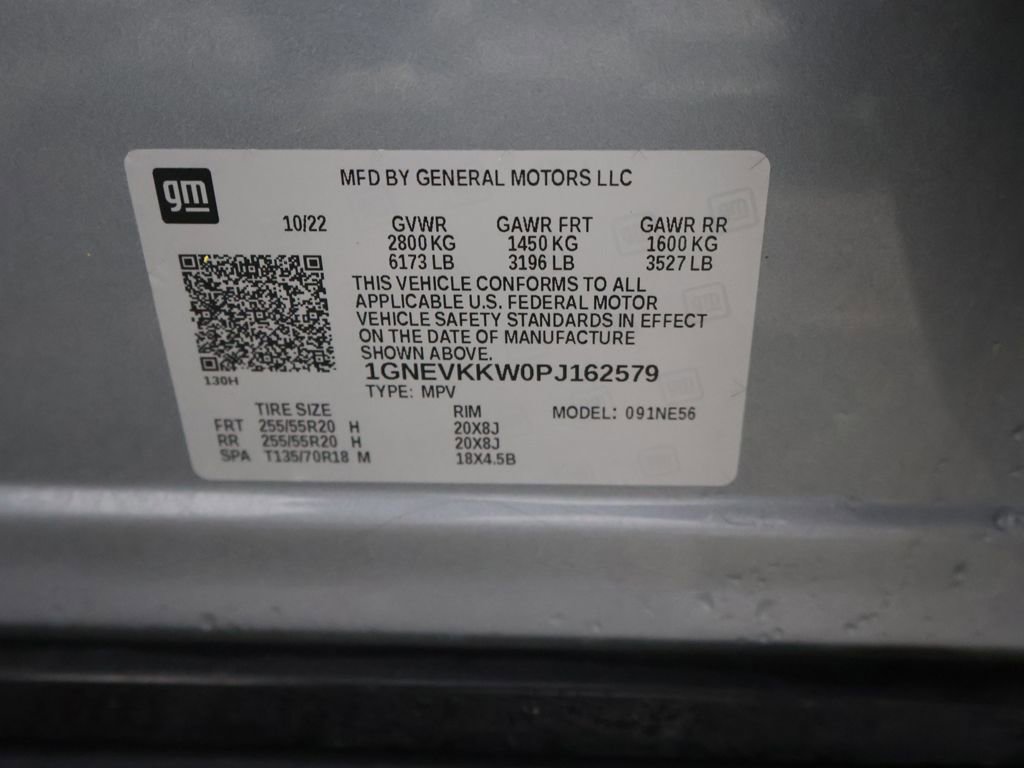 gm
MFD BY GENERAL MOTORS LLC
10/22 GVWR GAWR FRT GAWR RR
2800 KG 1450 KG 1600 KG
6173 LB 3196 LB 3527 LB
THIS VEHICLE CONFORMS TO ALL
APPLICABLE U.S. FEDERAL MOTOR
VEHICLE SAFETY STANDARDS IN EFFECT
ON THE DATE OF MANUFACTURE
SHOWN ABOVE.
1GNEVKKW0PJ162579
130H
TYPE: MPV
TIRE SIZE RIM MODEL: 091NE56
FRT 255/55R20 H 20X8J
RR 255/55R20 H 20X8J
SPA T135/70R18 M 18X4.5B